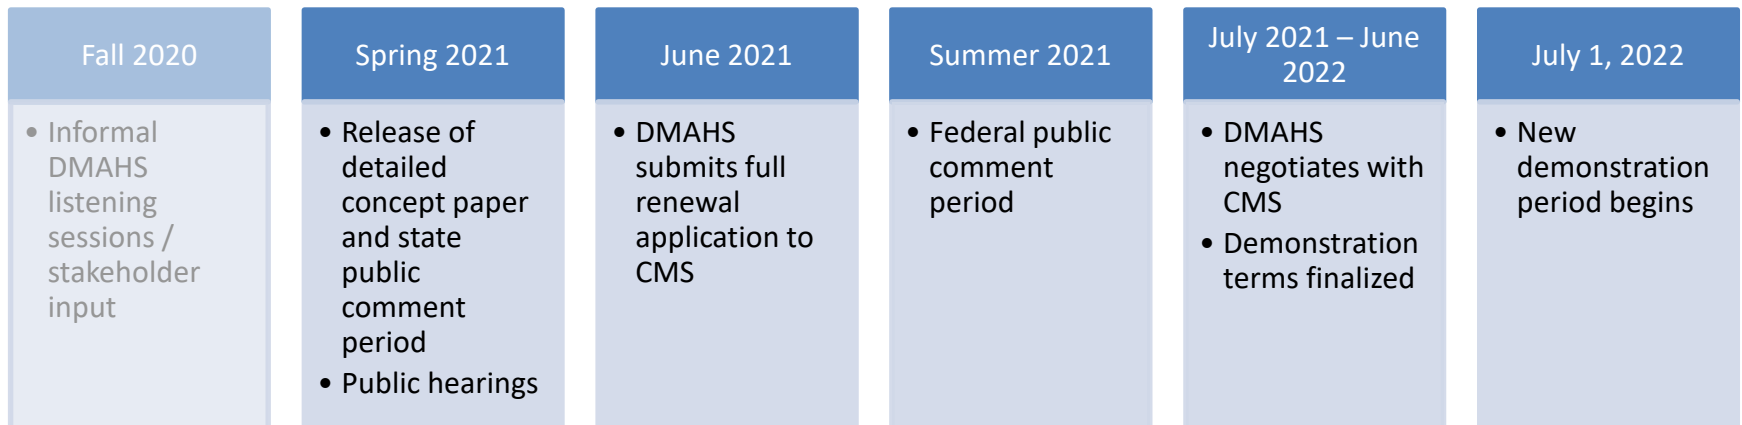 Fall 2020
• Informal
DMAHS
listening
sessions /
stakeholder
input
Spring 2021
• Release of
detailed
concept paper
and state
public
comment
period
• Public hearings
June 2021
• DMAHS
submits full
renewal
application to
CMS
Summer 2021
• Federal public
comment
period
July 2021 – June
2022
• DMAHS
negotiates with
CMS
• Demonstration
terms finalized
July 1, 2022
• New
demonstration
period begins